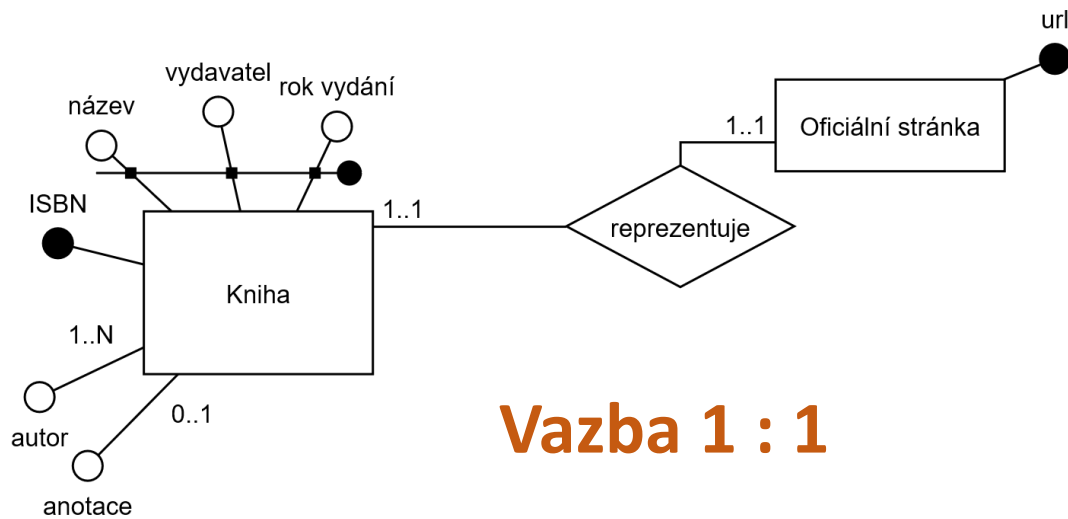 url
vydavatel
rok vydání
název
1..1
Oficiální stránka
ISBN
1..1
reprezentuje
Kniha
1..N
0..1
autor
anotace
Vazba 1 : 1